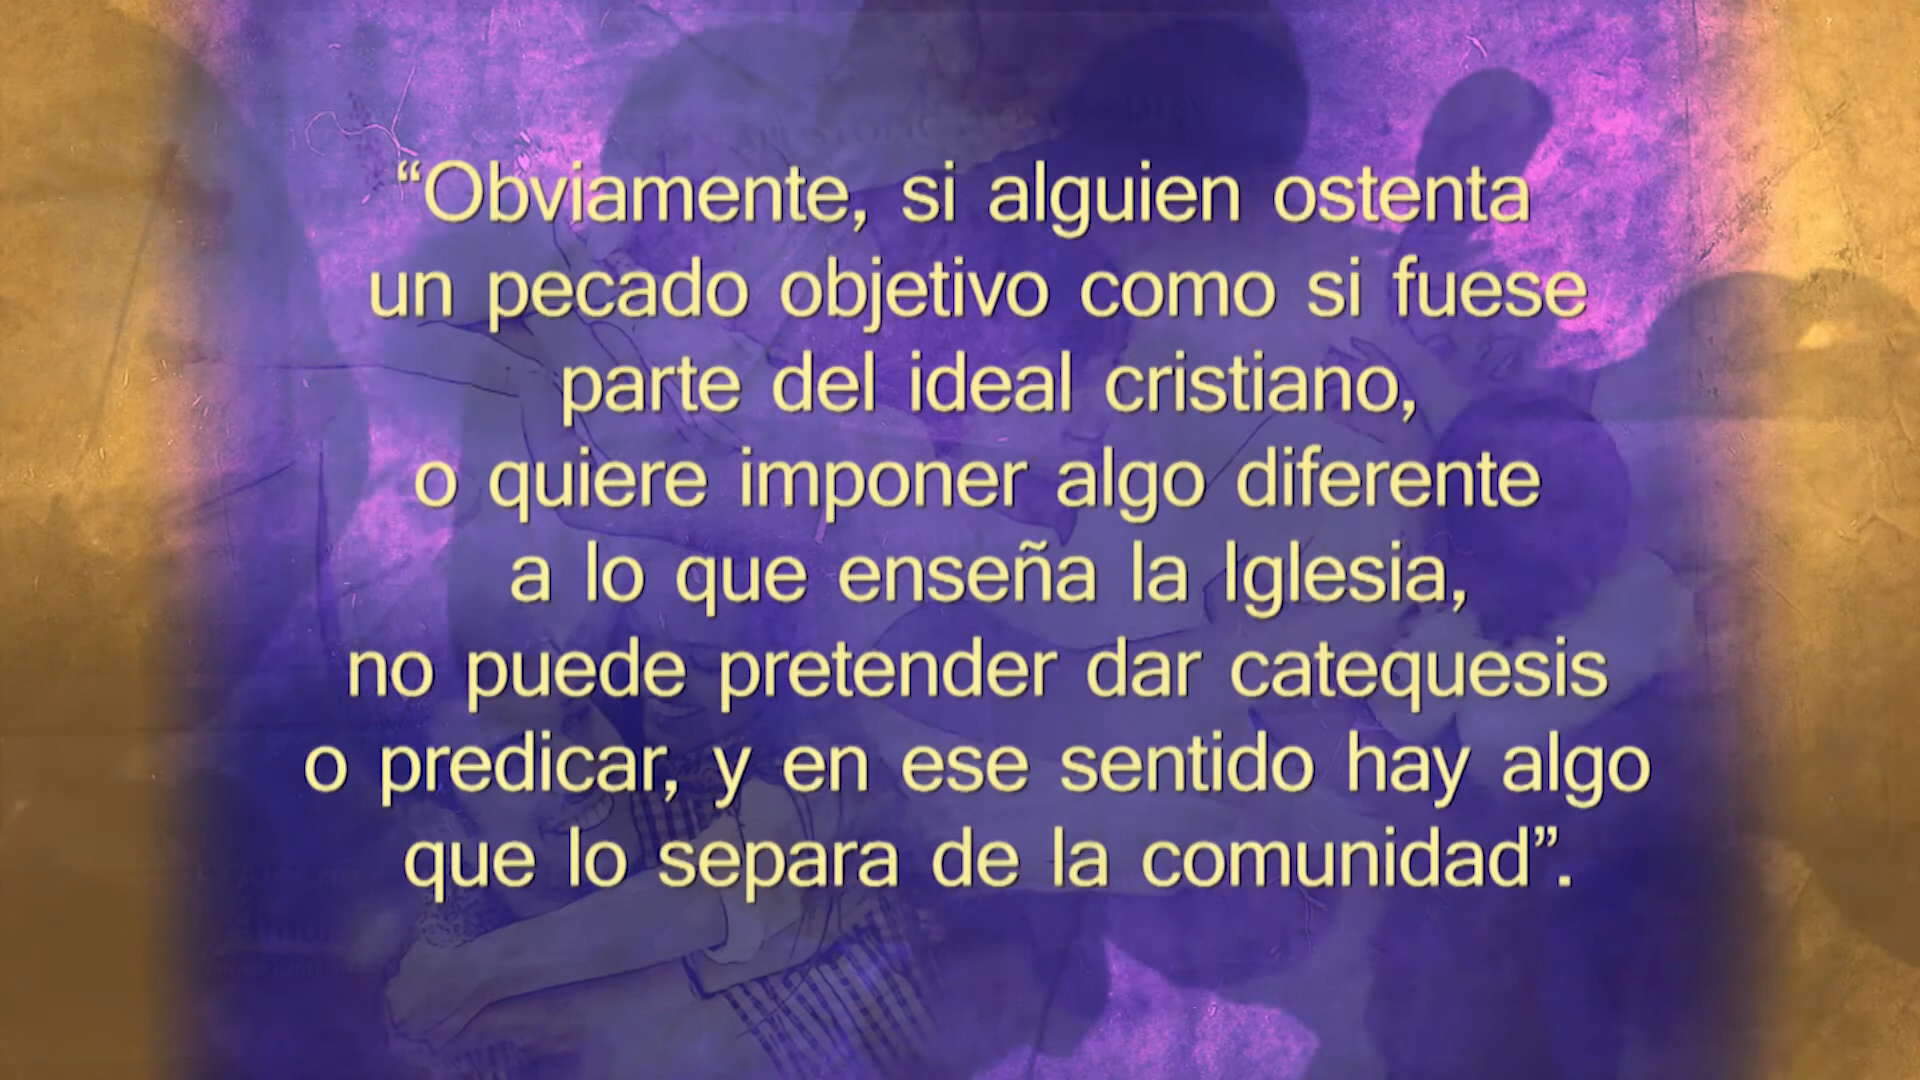 “Obviamente, si alguien ostenta
un pecado objetivo como si fuese
parte del ideal cristiano,
o quiere imponer algo diferente
a lo que enseña la Iglesia,
no puede pretender dar catequesis
o predicar, y en ese sentido hay algo
que lo separa de la comunidad”.